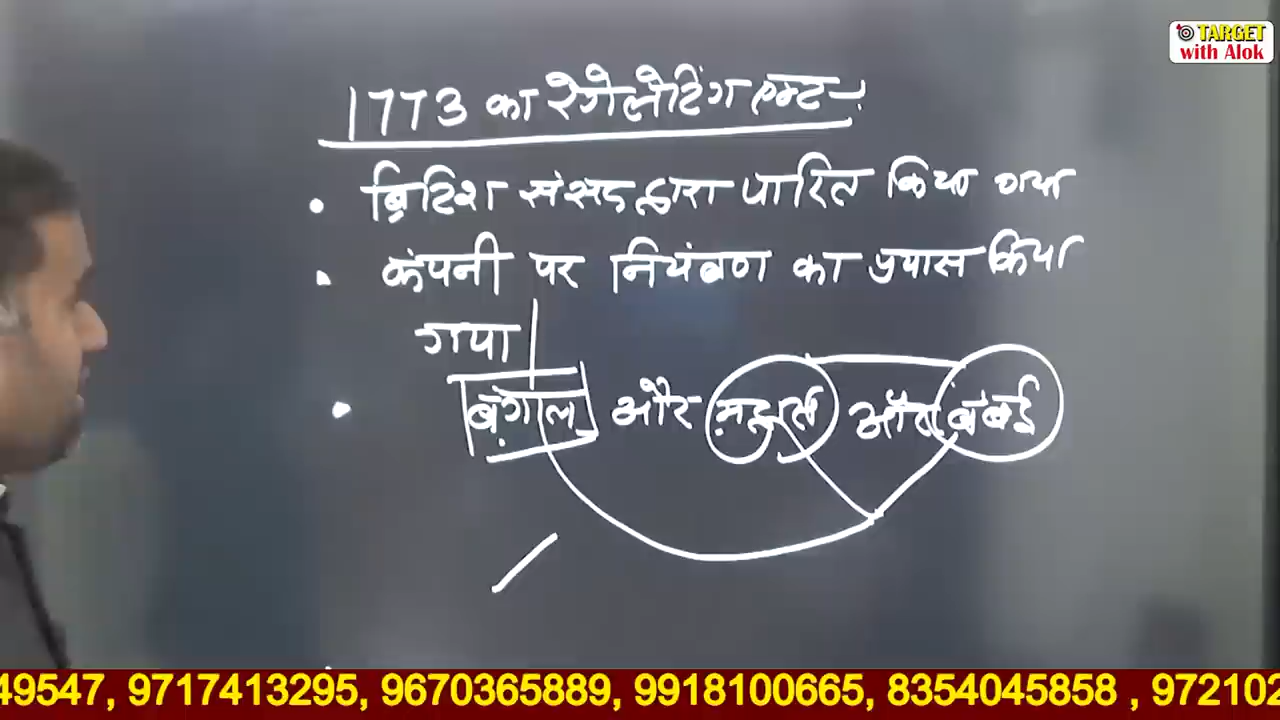 TARGET
with Alok
1773 का रेगेलेटिंग एक्ट-:
• ब्रिटिश संसद द्वारा पारित किया गया
• कंपनी पर नियंत्रण का प्रयास किया
गया
• बंगाल और मद्रास और बंबई
49547, 9717413295, 9670365889, 9918100665, 8354045858 , 972102